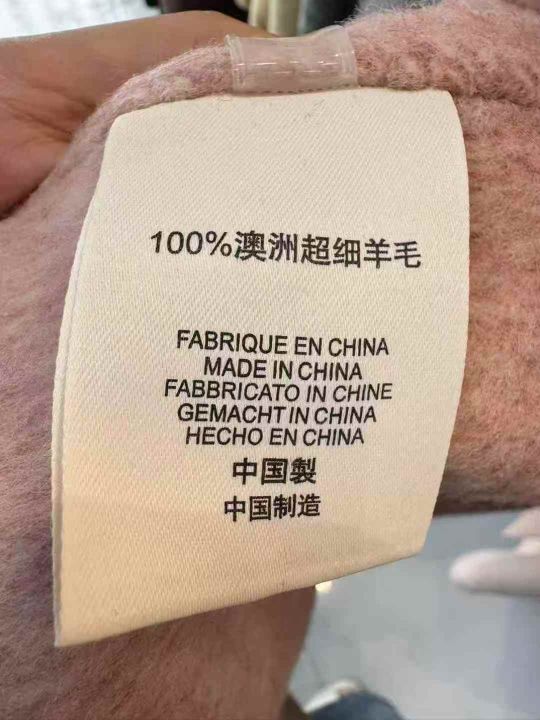 100%澳洲超细羊毛
FABRIQUE EN CHINA
MADE IN CHINA
FABBRICATO IN CHINE
GEMACHT IN CHINA
HECHO EN CHINA
中国製
中国制造